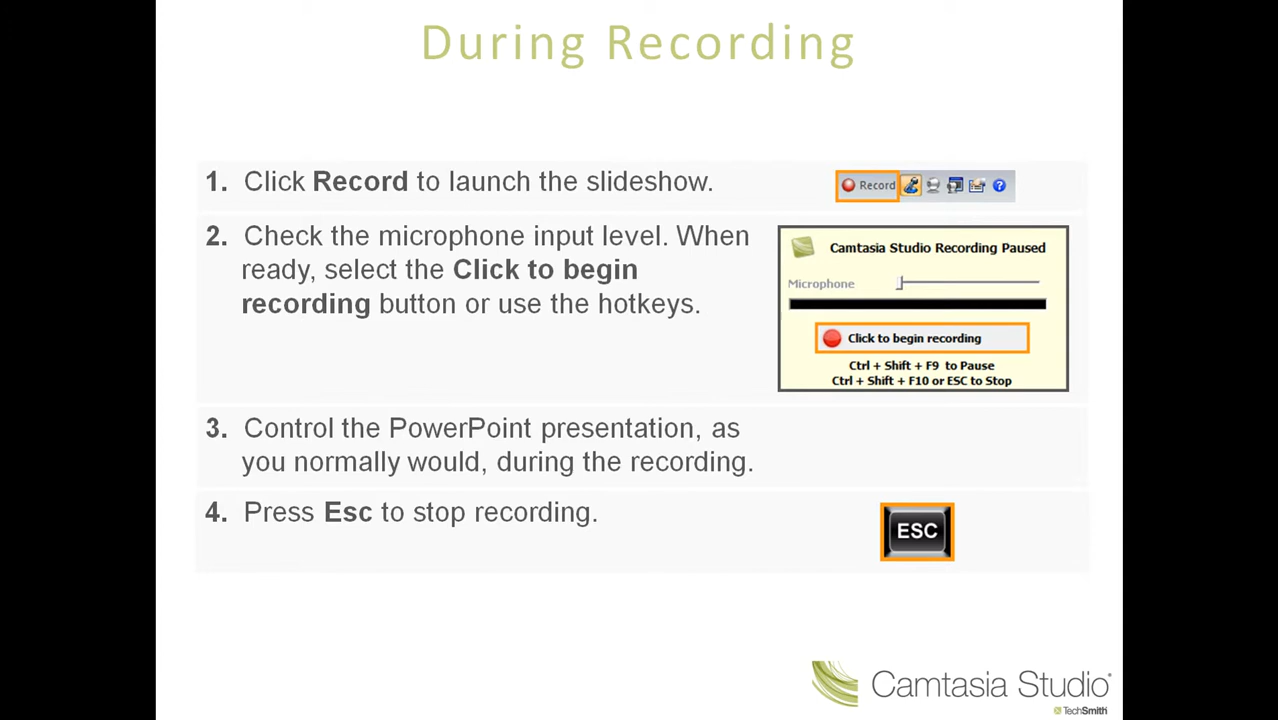 During Recording
1. Click Record to launch the slideshow.
Record
2. Check the microphone input level. When
ready, select the Click to begin
recording button or use the hotkeys.
Camtasia Studio Recording Paused
Microphone
Click to begin recording
Ctrl + Shift + F9 to Pause
Ctrl + Shift + F10 or ESC to Stop
3. Control the PowerPoint presentation, as
you normally would, during the recording.
4. Press Esc to stop recording.
ESC
Camtasia Studio®
TechSmith